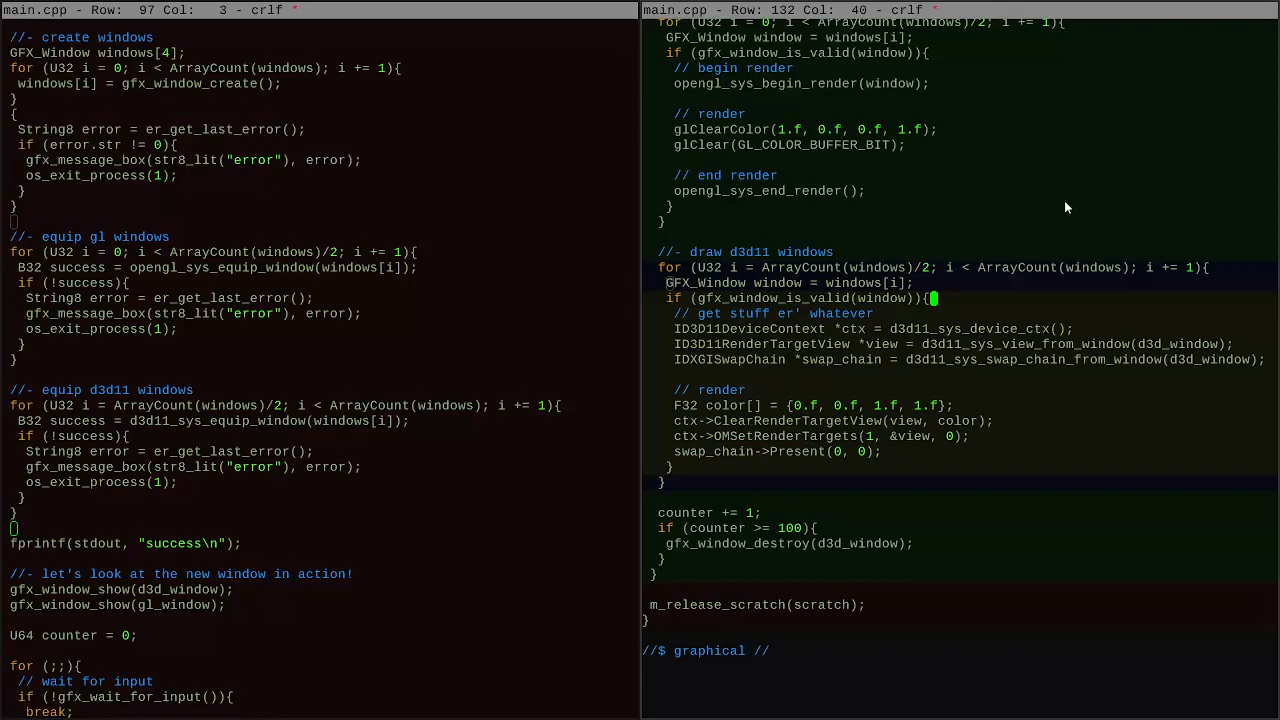 main.cpp - Row:  97 Col:   3 - crlf *
//- create windows
GFX_Window windows[4];
for (U32 i = 0; i < ArrayCount(windows); i += 1){
 windows[i] = gfx_window_create();
}
{
 String8 error = er_get_last_error();
 if (error.str != 0){
  gfx_message_box(str8_lit("error"), error);
  os_exit_process(1);
 }
}
//- equip gl windows
for (U32 i = 0; i < ArrayCount(windows)/2; i += 1){
 B32 success = opengl_sys_equip_window(windows[i]);
 if (!success){
  String8 error = er_get_last_error();
  gfx_message_box(str8_lit("error"), error);
  os_exit_process(1);
 }
}
//- equip d3d11 windows
for (U32 i = ArrayCount(windows)/2; i < ArrayCount(windows); i += 1){
 B32 success = d3d11_sys_equip_window(windows[i]);
 if (!success){
  String8 error = er_get_last_error();
  gfx_message_box(str8_lit("error"), error);
  os_exit_process(1);
 }
}
fprintf(stdout, "success\n");
//- let's look at the new window in action!
gfx_window_show(d3d_window);
gfx_window_show(gl_window);
U64 counter = 0;
for (;;){
 // wait for input
 if (!gfx_wait_for_input()){
  break;
main.cpp - Row: 132 Col:  40 - crlf *
  for (U32 i = 0; i < ArrayCount(windows)/2; i += 1){
   GFX_Window window = windows[i];
   if (gfx_window_is_valid(window)){
    // begin render
    opengl_sys_begin_render(window);
    // render
    glClearColor(1.f, 0.f, 0.f, 1.f);
    glClear(GL_COLOR_BUFFER_BIT);
    // end render
    opengl_sys_end_render();
   }
  }
  //- draw d3d11 windows
  for (U32 i = ArrayCount(windows)/2; i < ArrayCount(windows); i += 1){
   GFX_Window window = windows[i];
   if (gfx_window_is_valid(window)){
    // get stuff er' whatever
    ID3D11DeviceContext *ctx = d3d11_sys_device_ctx();
    ID3D11RenderTargetView *view = d3d11_sys_view_from_window(d3d_window);
    IDXGISwapChain *swap_chain = d3d11_sys_swap_chain_from_window(d3d_window);
    // render
    F32 color[] = {0.f, 0.f, 1.f, 1.f};
    ctx->ClearRenderTargetView(view, color);
    ctx->OMSetRenderTargets(1, &view, 0);
    swap_chain->Present(0, 0);
   }
  }
  counter += 1;
  if (counter >= 100){
   gfx_window_destroy(d3d_window);
  }
 }
 m_release_scratch(scratch);
}
//$ graphical //